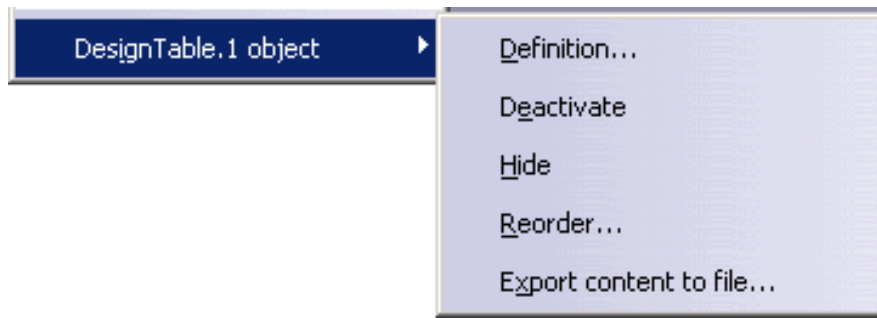 DesignTable.1 object
Definition...
Deactivate
Hide
Reorder...
Export content to file...